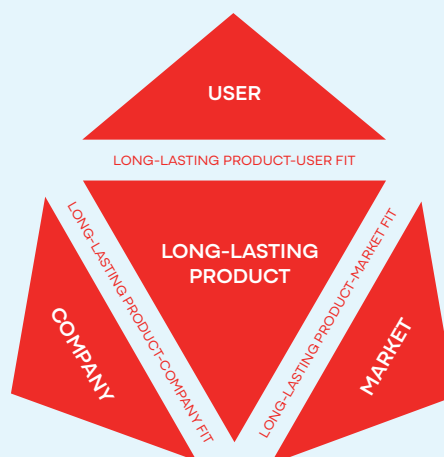 USER
LONG-LASTING PRODUCT-USER FIT
LONG-LASTING
PRODUCT
COMPANY
LONG-LASTING PRODUCT-COMPANY FIT
LONG-LASTING PRODUCT-MARKET FIT
MARKET